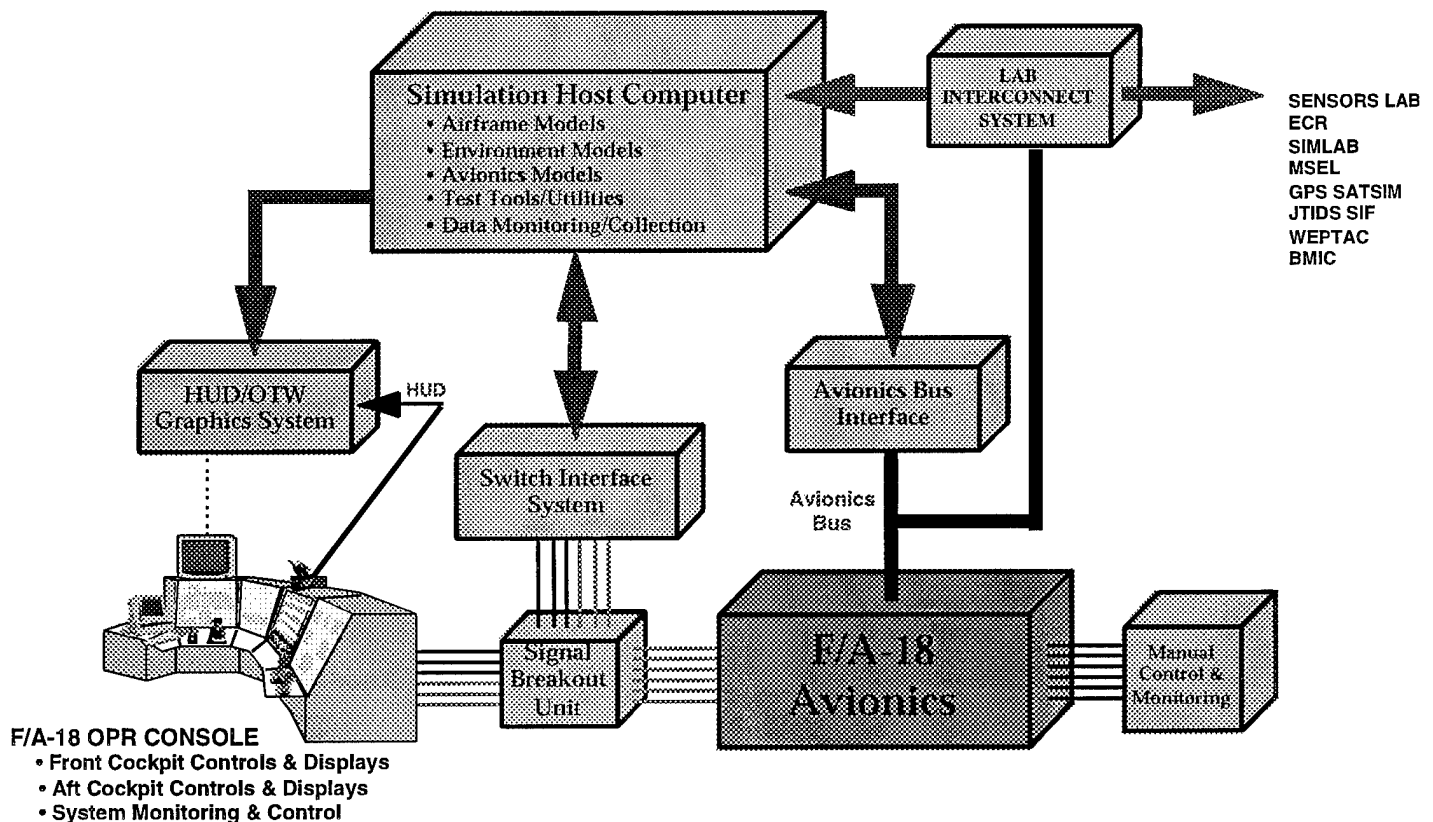 Simulation Host Computer
• Airframe Models
• Environment Models
• Avionics Models
• Test Tools/Utilities
• Data Monitoring/Collection
LAB
INTERCONNECT
SYSTEM
SENSORS LAB
ECR
SIMLAB
MSEL
GPS SATSIM
JTIDS SIF
WEPTAC
BMIC
HUD/OTW
Graphics System
HUD
Switch Interface
System
Avionics Bus
Interface
Avionics
Bus
Signal
Breakout
Unit
F/A-18
Avionics
Manual
Control &
Monitoring
F/A-18 OPR CONSOLE
• Front Cockpit Controls & Displays
• Aft Cockpit Controls & Displays
• System Monitoring & Control